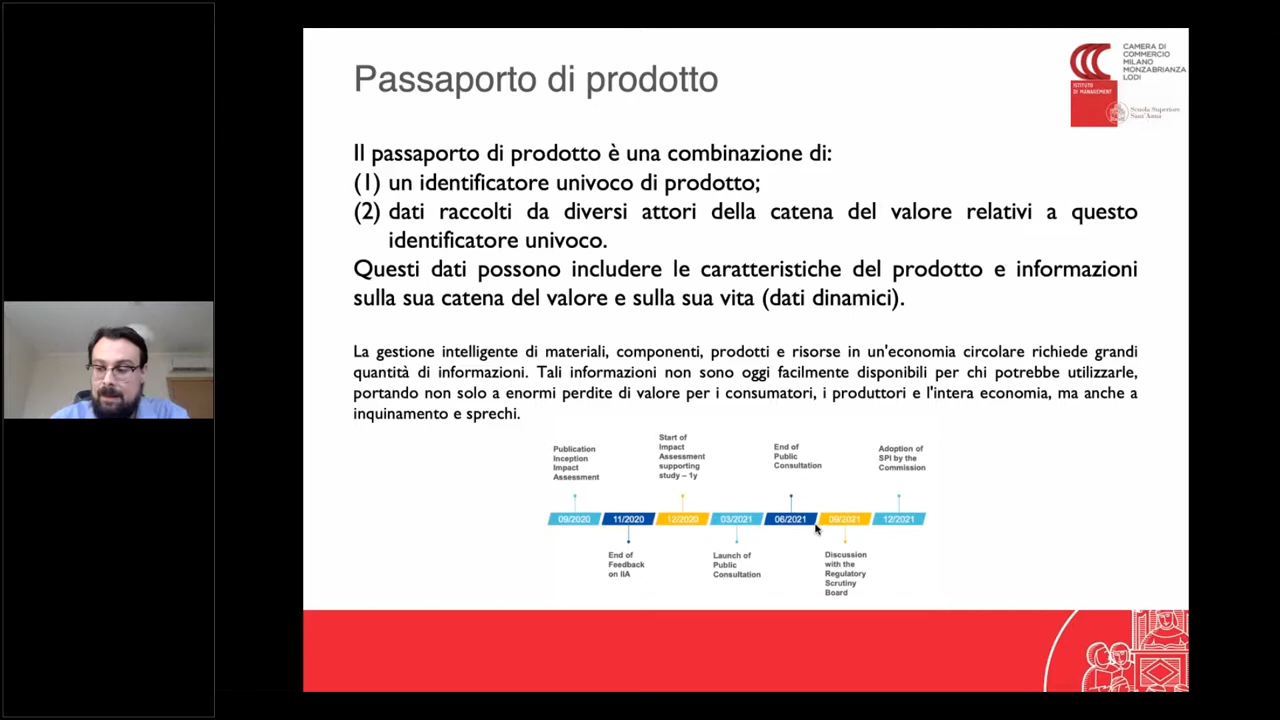 Passaporto di prodotto
CAMERA DI
COMMERCIO
MILANO
MONZABRIANZA
LODI
ISTITUTO
DI MANAGEMENT
Scuola Superiore
Sant'Anna
Il passaporto di prodotto è una combinazione di:
(1) un identificatore univoco di prodotto;
(2) dati raccolti da diversi attori della catena del valore relativi a questo
identificatore univoco.
Questi dati possono includere le caratteristiche del prodotto e informazioni
sulla sua catena del valore e sulla sua vita (dati dinamici).
La gestione intelligente di materiali, componenti, prodotti e risorse in un'economia circolare richiede grandi
quantità di informazioni. Tali informazioni non sono oggi facilmente disponibili per chi potrebbe utilizzarle,
portando non solo a enormi perdite di valore per i consumatori, i produttori e l'intera economia, ma anche a
inquinamento e sprechi.
Publication
Inception
Impact
Assessment
Start of
Impact
Assessment
supporting
study – 1y
End of
Public
Consultation
Adoption of
SPI by the
Commission
09/2020 11/2020 12/2020 03/2021 06/2021 09/2021 12/2021
End of
Feedback
on IIA
Launch of
Public
Consultation
Discussion
with the
Regulatory
Scrutiny
Board